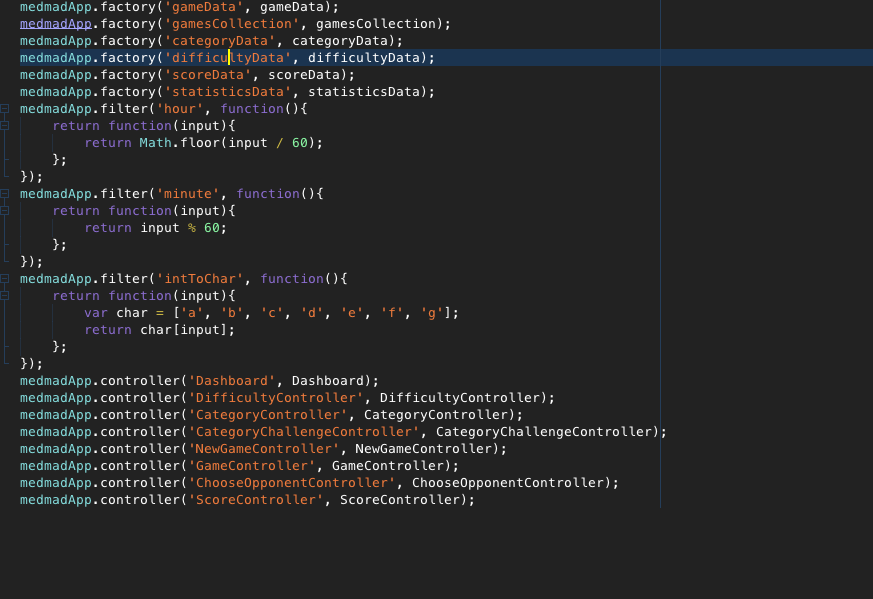 medmadApp.factory('gameData', gameData);
medmadApp.factory('gamesCollection', gamesCollection);
medmadApp.factory('categoryData', categoryData);
medmadApp.factory('difficultyData', difficultyData);
medmadApp.factory('scoreData', scoreData);
medmadApp.factory('statisticsData', statisticsData);
medmadApp.filter('hour', function(){
    return function(input){
        return Math.floor(input / 60);
    };
});
medmadApp.filter('minute', function(){
    return function(input){
        return input % 60;
    };
});
medmadApp.filter('intToChar', function(){
    return function(input){
        var char = ['a', 'b', 'c', 'd', 'e', 'f', 'g'];
        return char[input];
    };
});
medmadApp.controller('Dashboard', Dashboard);
medmadApp.controller('DifficultyController', DifficultyController);
medmadApp.controller('CategoryController', CategoryController);
medmadApp.controller('CategoryChallengeController', CategoryChallengeController);
medmadApp.controller('NewGameController', NewGameController);
medmadApp.controller('GameController', GameController);
medmadApp.controller('ChooseOpponentController', ChooseOpponentController);
medmadApp.controller('ScoreController', ScoreController);